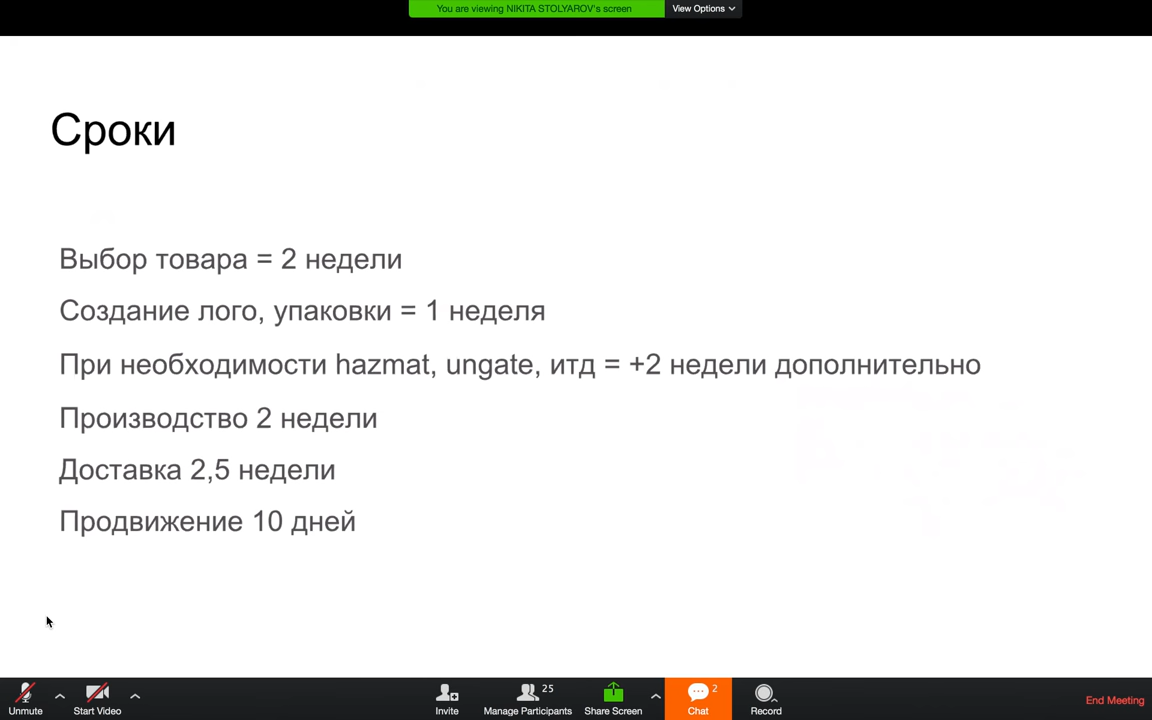 You are viewing NIKITA STOLYAROV's screen View Options
Сроки
Выбор товара = 2 недели
Создание лого, упаковки = 1 неделя
При необходимости hazmat, ungate, итд = +2 недели дополнительно
Производство 2 недели
Доставка 2,5 недели
Продвижение 10 дней
25 2
Unmute Start Video Invite Manage Participants Share Screen Chat Record End Meeting